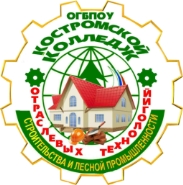 ОГБПОУ
КОСТРОМСКОЙ
КОЛЛЕДЖ
ОТРАСЛЕВЫХ ТЕХНОЛОГИЙ
СТРОИТЕЛЬСТВА И ЛЕСНОЙ ПРОМЫШЛЕННОСТИ